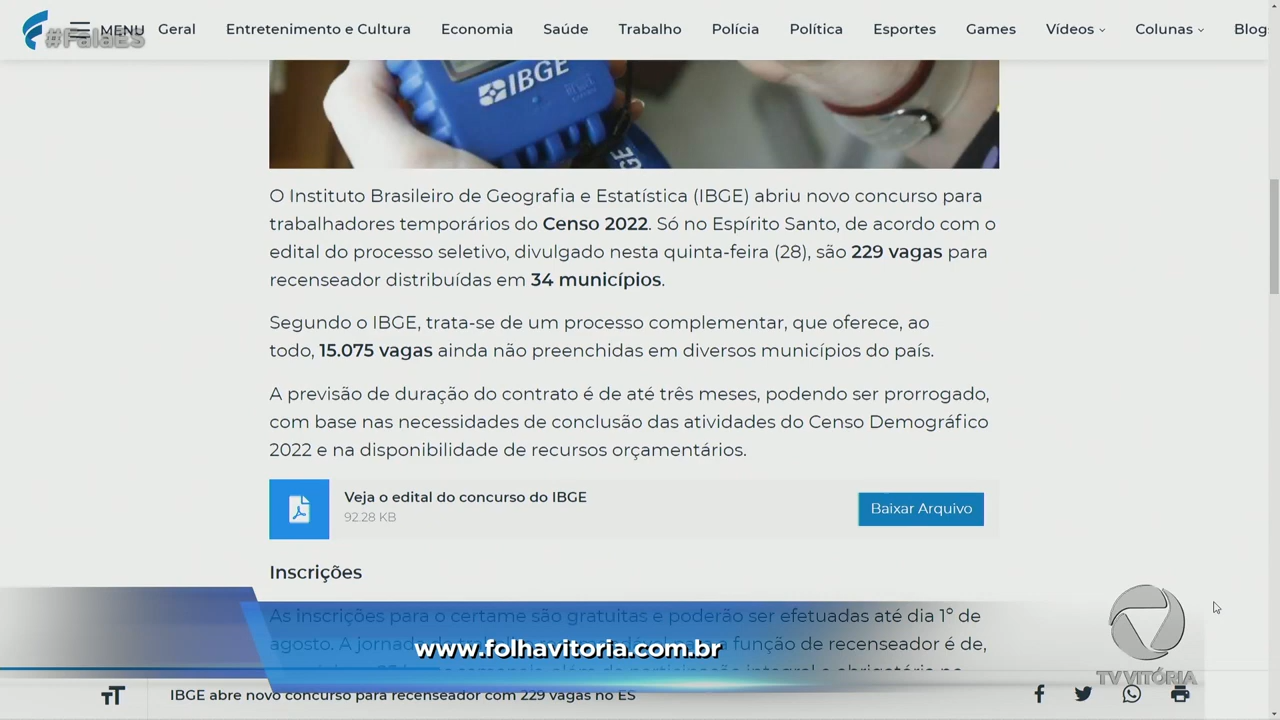 #FalaES
MENU Geral Entretenimento e Cultura Economia Saúde Trabalho Polícia Política Esportes Games Vídeos Colunas Blog
IBGE
IBGE
O Instituto Brasileiro de Geografia e Estatística (IBGE) abriu novo concurso para
trabalhadores temporários do Censo 2022. Só no Espírito Santo, de acordo com o
edital do processo seletivo, divulgado nesta quinta-feira (28), são 229 vagas para
recenseador distribuídas em 34 municípios.
Segundo o IBGE, trata-se de um processo complementar, que oferece, ao
todo, 15.075 vagas ainda não preenchidas em diversos municípios do país.
A previsão de duração do contrato é de até três meses, podendo ser prorrogado,
com base nas necessidades de conclusão das atividades do Censo Demográfico
2022 e na disponibilidade de recursos orçamentários.
Veja o edital do concurso do IBGE
92.28 KB
Baixar Arquivo
Inscrições
As inscrições para o certame são gratuitas e poderão ser efetuadas até dia 1º de
agosto. A jornada de função de recenseador é de,
www.folhavitoria.com.br
TV VITÓRIA
IBGE abre novo concurso para recenseador com 229 vagas no ES